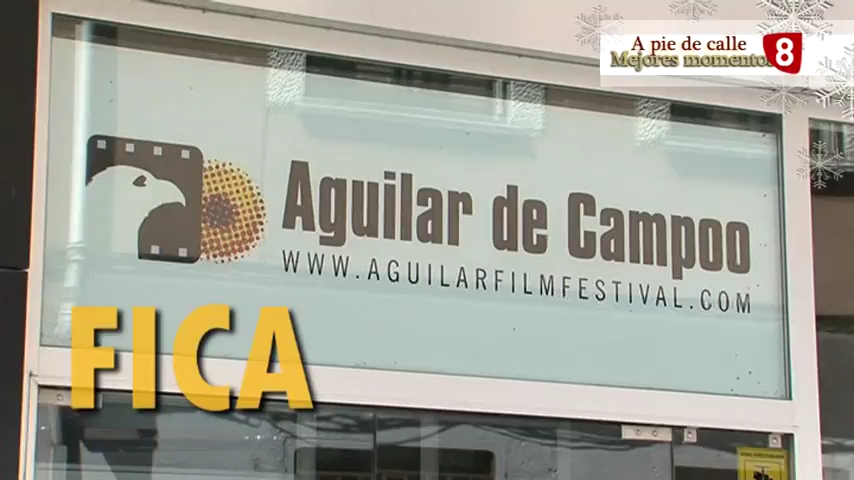 A pie de calle
Mejores momentos
8
Aguilar de Campoo
WWW.AGUILARFILMFESTIVAL.COM
FICA